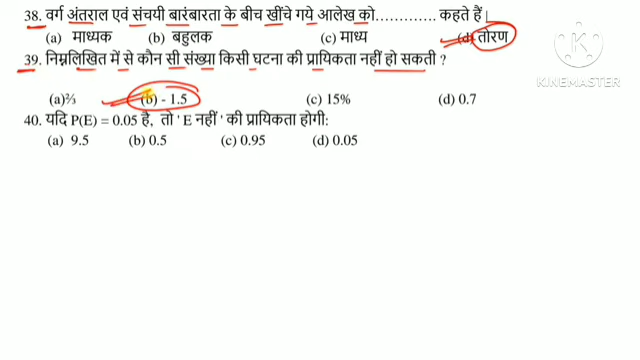 38. वर्ग अंतराल एवं संचयी बारंबारता के बीच खींचे गये आलेख को............. कहते हैं |
(a) माध्यक (b) बहुलक (c) माध्य (d) तोरण
39. निम्नलिखित में से कौन सी संख्या किसी घटना की प्रायिकता नहीं हो सकती ?
(a)⅔ (b) - 1.5 (c) 15% (d) 0.7
40. यदि P(E) = 0.05 है, तो ' E नहीं ' की प्रायिकता होगी:
(a) 9.5 (b) 0.5 (c) 0.95 (d) 0.05
KINEMASTER